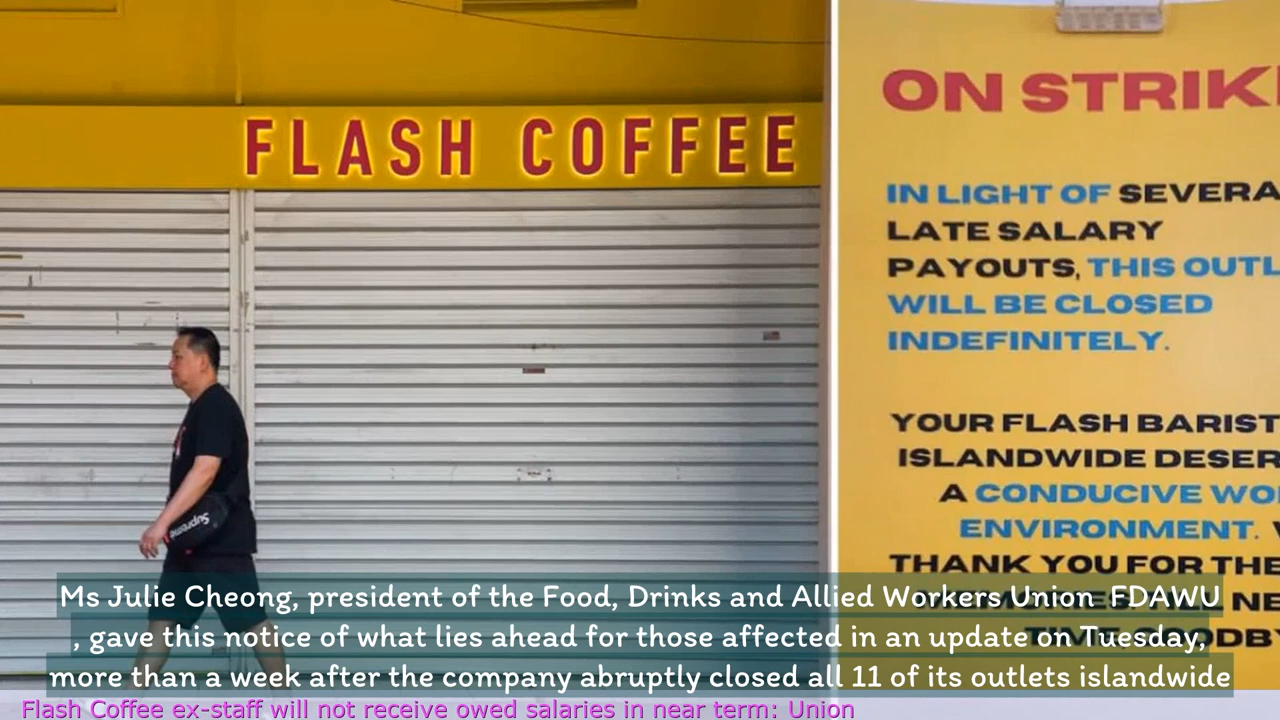 FLASH COFFEE
ON STRIK
IN LIGHT OF SEVERA
LATE SALARY
PAYOUTS, THIS OUTL
WILL BE CLOSED
INDEFINITELY.
YOUR FLASH BARIST
ISLANDWIDE DESER
A CONDUCIVE WO
ENVIRONMENT.
THANK YOU FOR THE
Supreme
Ms Julie Cheong, president of the Food, Drinks and Allied Workers Union FDAWU
, gave this notice of what lies ahead for those affected in an update on Tuesday,
more than a week after the company abruptly closed all 11 of its outlets islandwide
Flash Coffee ex-staff will not receive owed salaries in near term: Union